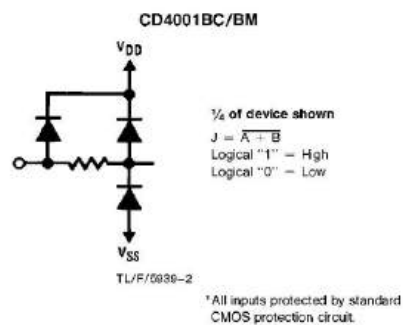 CD4001BC/BM
VDD
¼ of device shown
J = A + B
Logical "1" = High
Logical "0" = Low
VSS
TL/F/5939–2
*All inputs protected by standard
CMOS protection circuit.